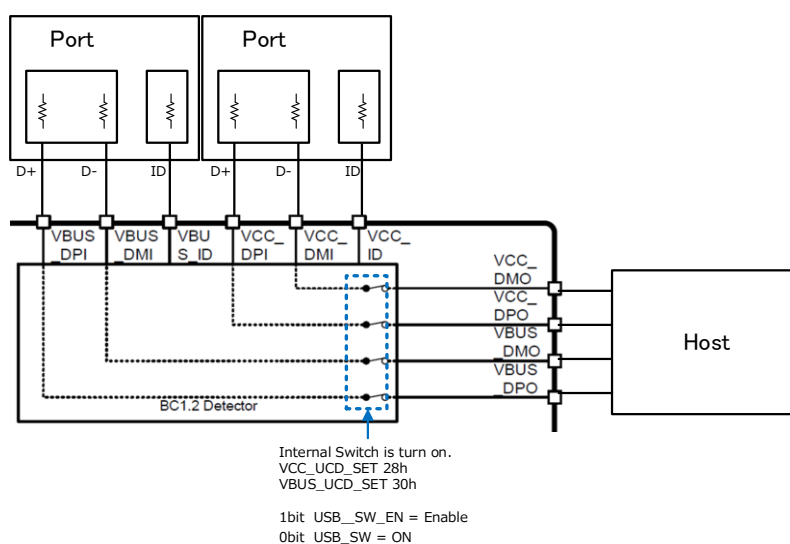 Port
Port
D+
D-
ID
D+
D-
ID
VBUS
_DPI
VBUS
_DMI
VBU
S_ID
VCC_
DPI
VCC_
DMI
VCC_
ID
VCC_
DMO
VCC_
DPO
VBUS
_DMO
VBUS
_DPO
Host
BC1.2 Detector
Internal Switch is turn on.
VCC_UCD_SET 28h
VBUS_UCD_SET 30h
1bit USB__SW_EN = Enable
0bit USB_SW = ON